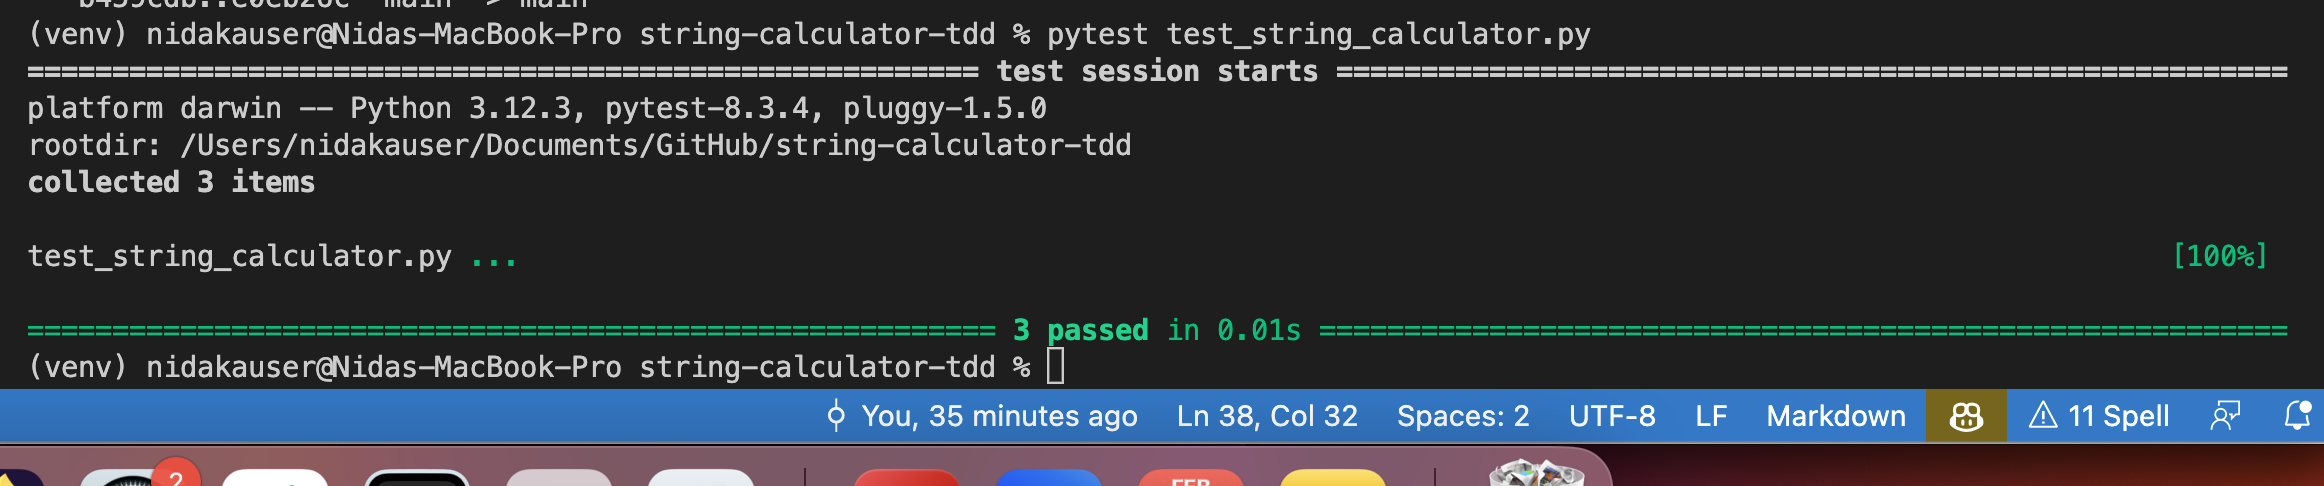 (venv) nidakauser@Nidas-MacBook-Pro string-calculator-tdd % pytest test_string_calculator.py
======================================================== test session starts ========================================================
platform darwin -- Python 3.12.3, pytest-8.3.4, pluggy-1.5.0
rootdir: /Users/nidakauser/Documents/GitHub/string-calculator-tdd
collected 3 items
test_string_calculator.py ... [100%]
========================================================= 3 passed in 0.01s =========================================================
(venv) nidakauser@Nidas-MacBook-Pro string-calculator-tdd %
You, 35 minutes ago Ln 38, Col 32 Spaces: 2 UTF-8 LF Markdown 11 Spell
2 FEB